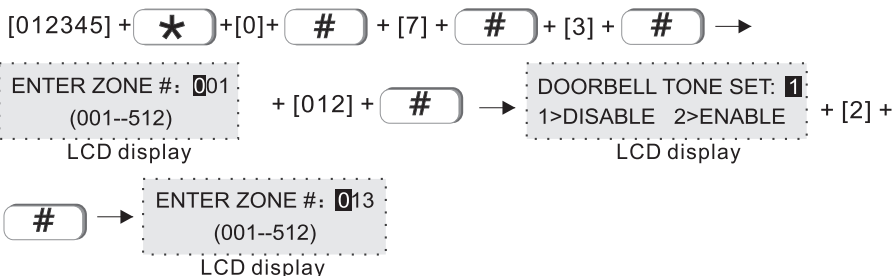 [012345] + * +[0]+ # + [7] + # + [3] + #
ENTER ZONE #: 001
(001--512)
LCD display
+ [012] + #
DOORBELL TONE SET: 1
1>DISABLE 2>ENABLE
LCD display
+ [2] +
#
ENTER ZONE #: 013
(001--512)
LCD display